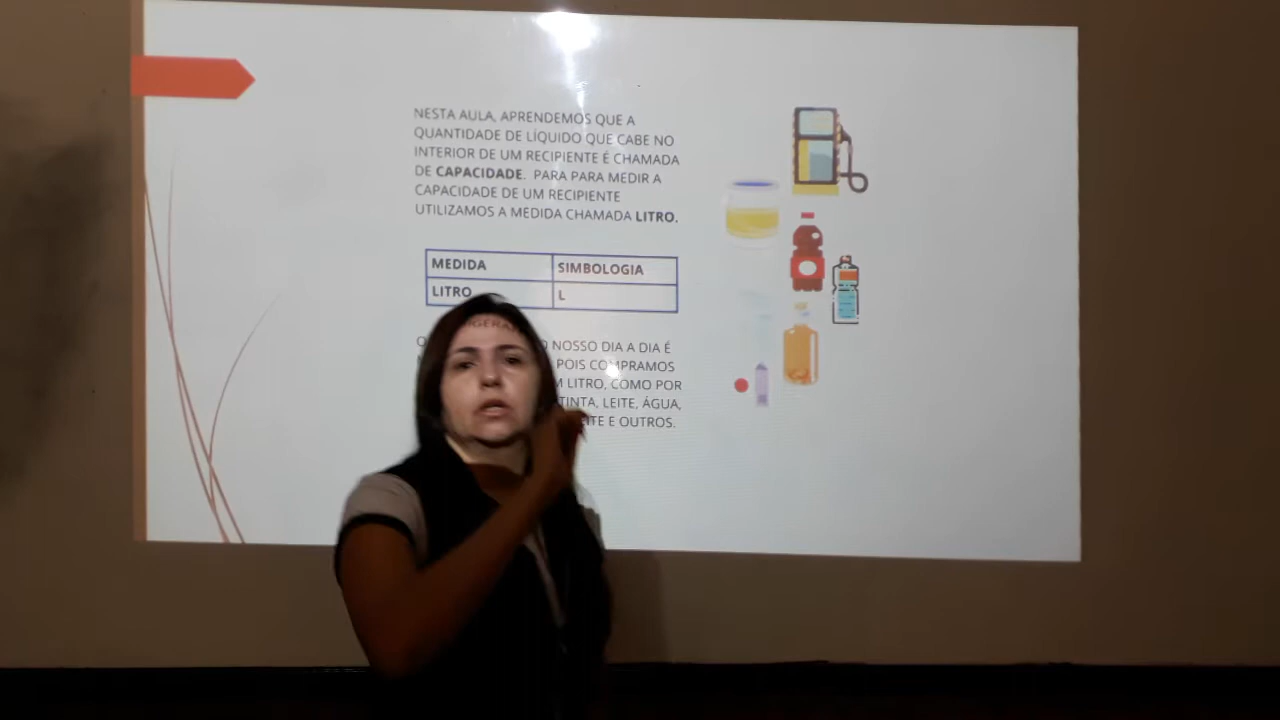 NESTA AULA, APRENDEMOS QUE A
QUANTIDADE DE LÍQUIDO QUE CABE NO
INTERIOR DE UM RECIPIENTE É CHAMADA
DE CAPACIDADE. PARA PARA MEDIR A
CAPACIDADE DE UM RECIPIENTE
UTILIZAMOS A MEDIDA CHAMADA LITRO.
MEDIDA SIMBOLOGIA
LITRO L
NOSSO DIA A DIA É
POIS COMPRAMOS
LITRO, COMO POR
TINTA, LEITE, ÁGUA,
E OUTROS.